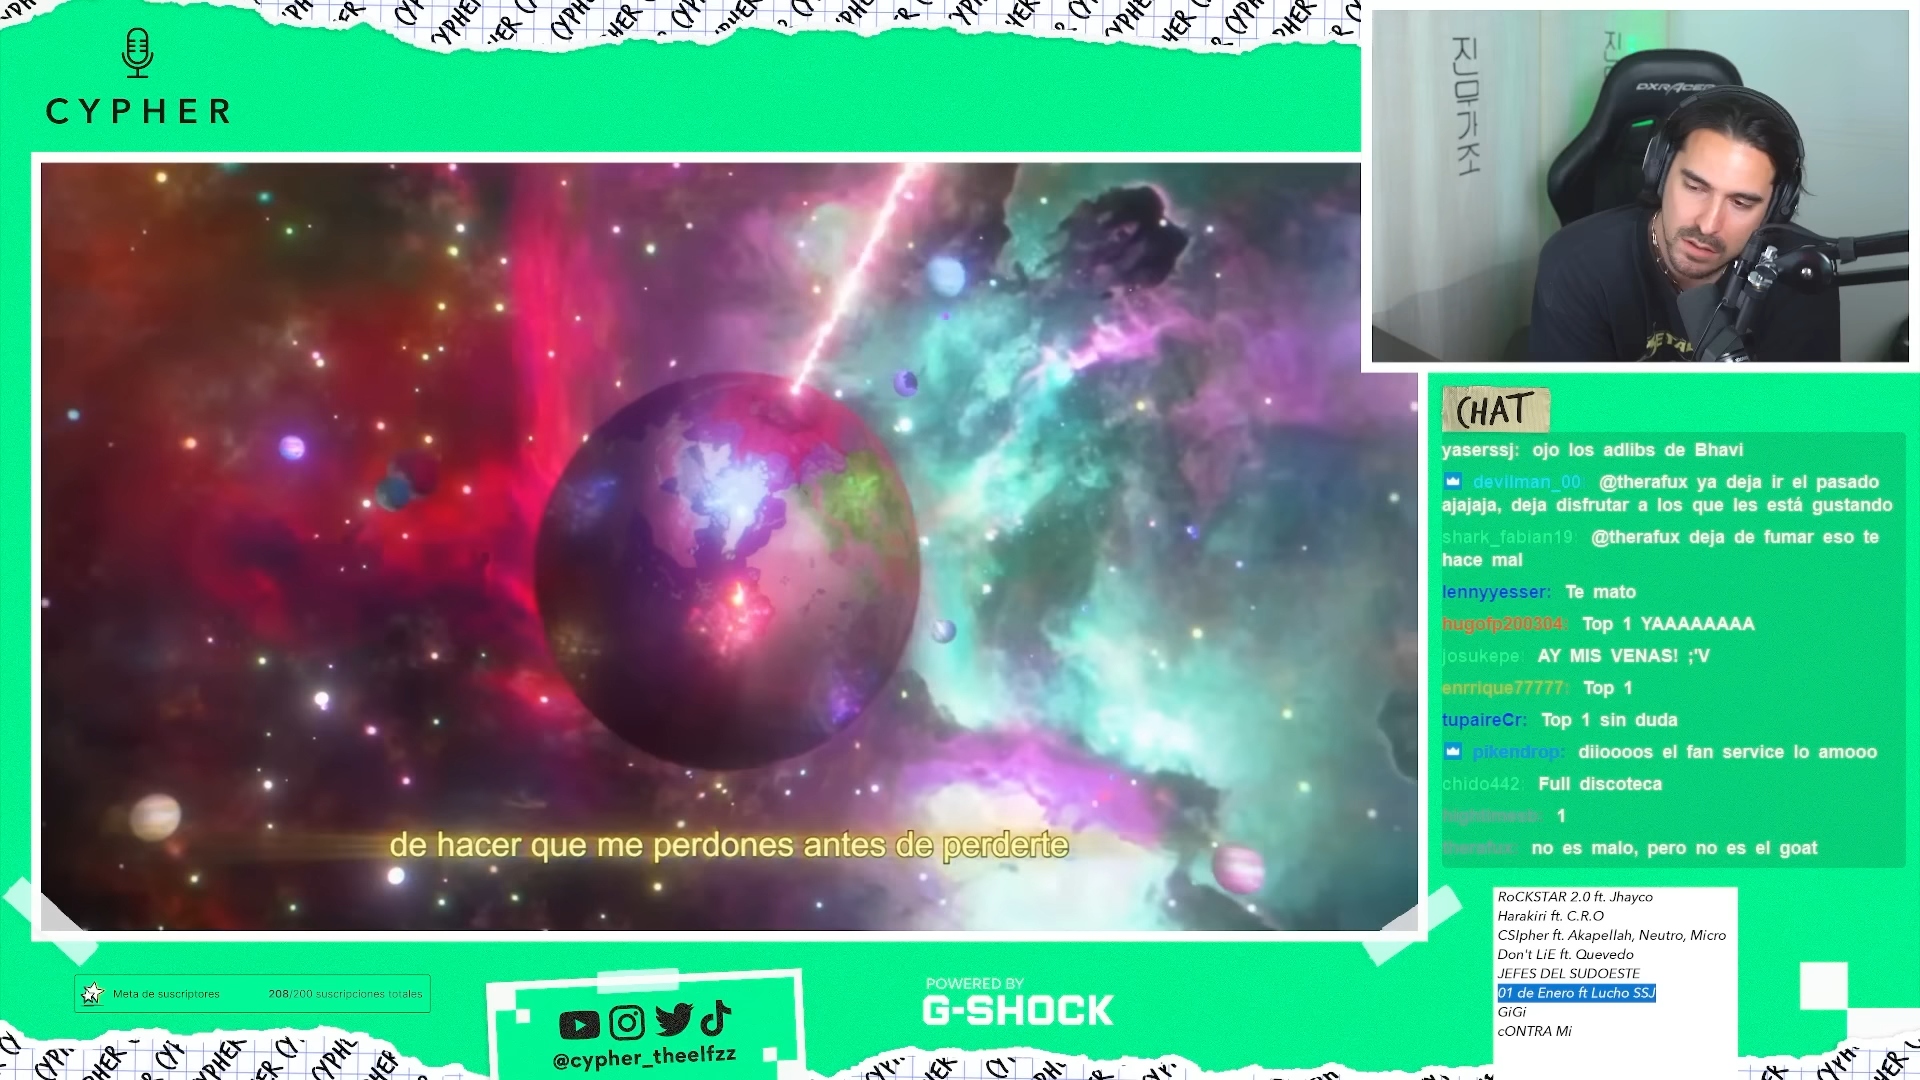 CYPHER
DXRACER
CHAT
yaserssj: ojo los adlibs de Bhavi
devilman_00: @therafux ya deja ir el pasado
ajajaja, deja disfrutar a los que les está gustando
shark_fabian19: @therafux deja de fumar eso te
hace mal
lennyyesser: Te mato
hugofp200304: Top 1 YAAAAAAAA
josukepe: AY MIS VENAS! ;'V
enrrique77777: Top 1
tupaireCr: Top 1 sin duda
pikendrop: diioooos el fan service lo amooo
chido442: Full discoteca
1
therafux: no es malo, pero no es el goat
de hacer que me perdones antes de perderte
RoCKSTAR 2.0 ft. Jhayco
Harakiri ft. C.R.O
CSIpher ft. Akapellah, Neutro, Micro
Don't LiE ft. Quevedo
JEFES DEL SUDOESTE
01 de Enero ft Lucho SSJ
GiGi
cONTRA Mi
Meta de suscriptores 208/200 suscripciones totales
@cypher_theelfzz
POWERED BY
G-SHOCK